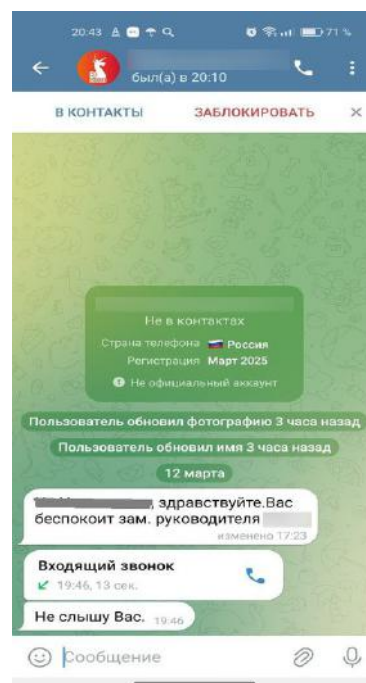 20:43
71 %
был(а) в 20:10
В КОНТАКТЫ ЗАБЛОКИРОВАТЬ
Не в контактах
Страна телефона Россия
Регистрация Март 2025
Не официальный аккаунт
Пользователь обновил фотографию 3 часа назад
Пользователь обновил имя 3 часа назад
12 марта
здравствуйте.Вас
беспокоит зам. руководителя
изменено 17:23
Входящий звонок
19:46, 13 сек.
Не слышу Вас. 19:46
Сообщение